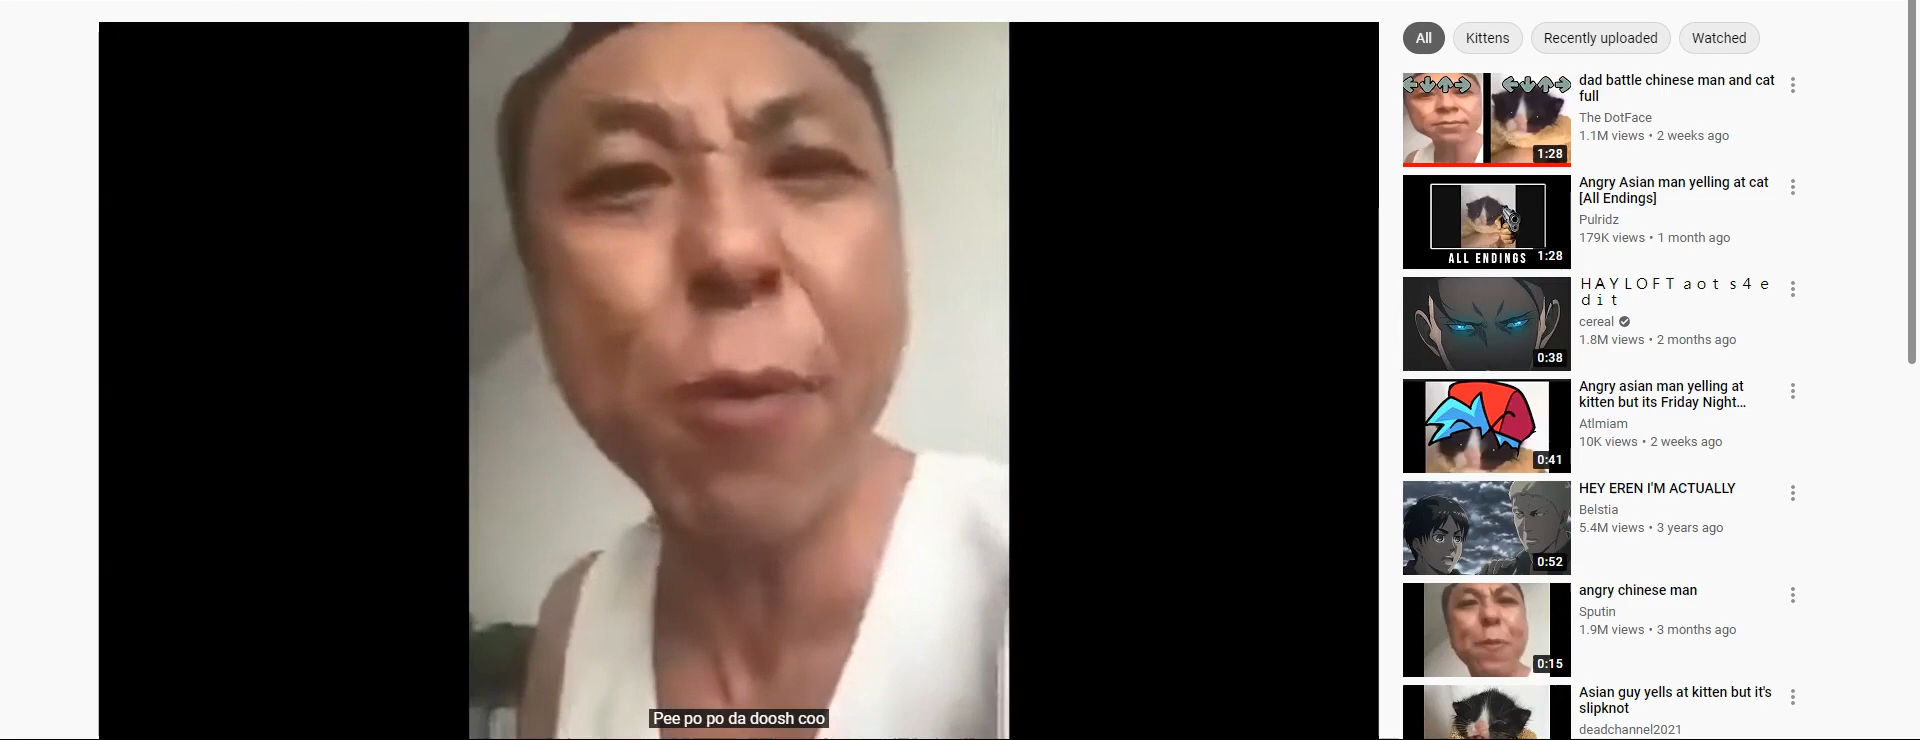 Pee po po da doosh coo
All
Kittens
Recently uploaded
Watched
1:28
dad battle chinese man and cat
full
The DotFace
1.1M views • 2 weeks ago
ALL ENDINGS
1:28
Angry Asian man yelling at cat
[All Endings]
Pulridz
179K views • 1 month ago
0:38
ＨＡＹＬＯＦＴ ａｏｔ ｓ４ ｅ
ｄｉｔ
cereal
1.8M views • 2 months ago
0:41
Angry asian man yelling at
kitten but its Friday Night...
Atlmiam
10K views • 2 weeks ago
0:52
HEY EREN I'M ACTUALLY
Belstia
5.4M views • 3 years ago
0:15
angry chinese man
Sputin
1.9M views • 3 months ago
Asian guy yells at kitten but it's
slipknot
deadchannel2021